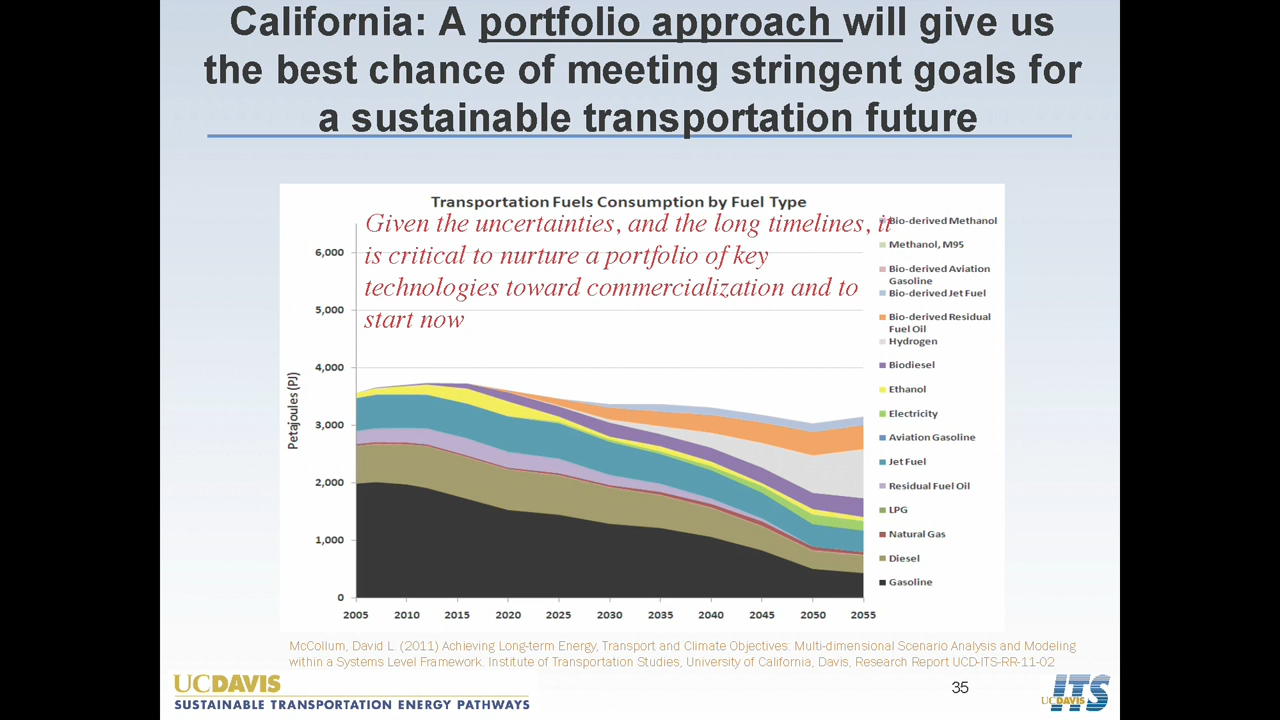 California: A portfolio approach will give us
the best chance of meeting stringent goals for
a sustainable transportation future
Transportation Fuels Consumption by Fuel Type
Given the uncertainties, and the long timelines, it
is critical to nurture a portfolio of key
technologies toward commercialization and to
start now
Petajoules (PJ)
6,000
5,000
4,000
3,000
2,000
1,000
0
2005 2010 2015 2020 2025 2030 2035 2040 2045 2050 2055
Bio-derived Methanol
Methanol, M95
Bio-derived Aviation
Gasoline
Bio-derived Jet Fuel
Bio-derived Residual
Fuel Oil
Hydrogen
Biodiesel
Ethanol
Electricity
Aviation Gasoline
Jet Fuel
Residual Fuel Oil
LPG
Natural Gas
Diesel
Gasoline
McCollum, David L. (2011) Achieving Long-term Energy, Transport and Climate Objectives: Multi-dimensional Scenario Analysis and Modeling
within a Systems Level Framework. Institute of Transportation Studies, University of California, Davis, Research Report UCD-ITS-RR-11-02
UCDAVIS
SUSTAINABLE TRANSPORTATION ENERGY PATHWAYS
35
UCDAVIS ITS